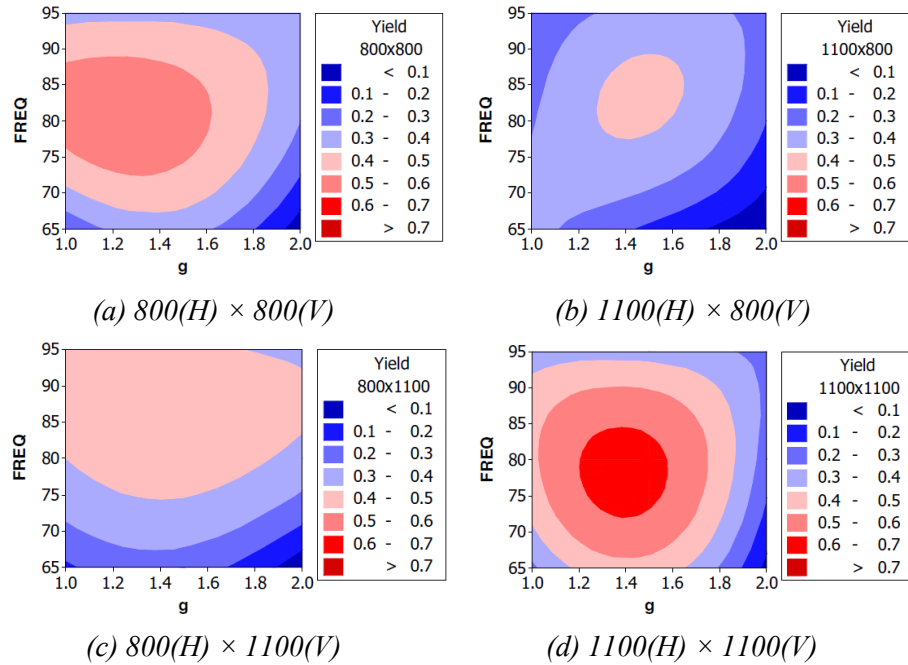 95
90
85
80
75
70
65
FREQ
1.0 1.2 1.4 1.6 1.8 2.0
g
Yield
800x800
< 0.1
0.1 - 0.2
0.2 - 0.3
0.3 - 0.4
0.4 - 0.5
0.5 - 0.6
0.6 - 0.7
> 0.7
(a) 800(H) × 800(V)
95
90
85
80
75
70
65
FREQ
1.0 1.2 1.4 1.6 1.8 2.0
g
Yield
1100x800
< 0.1
0.1 - 0.2
0.2 - 0.3
0.3 - 0.4
0.4 - 0.5
0.5 - 0.6
0.6 - 0.7
> 0.7
(b) 1100(H) × 800(V)
95
90
85
80
75
70
65
FREQ
1.0 1.2 1.4 1.6 1.8 2.0
g
Yield
800x1100
< 0.1
0.1 - 0.2
0.2 - 0.3
0.3 - 0.4
0.4 - 0.5
0.5 - 0.6
0.6 - 0.7
> 0.7
(c) 800(H) × 1100(V)
95
90
85
80
75
70
65
FREQ
1.0 1.2 1.4 1.6 1.8 2.0
g
Yield
1100x1100
< 0.1
0.1 - 0.2
0.2 - 0.3
0.3 - 0.4
0.4 - 0.5
0.5 - 0.6
0.6 - 0.7
> 0.7
(d) 1100(H) × 1100(V)